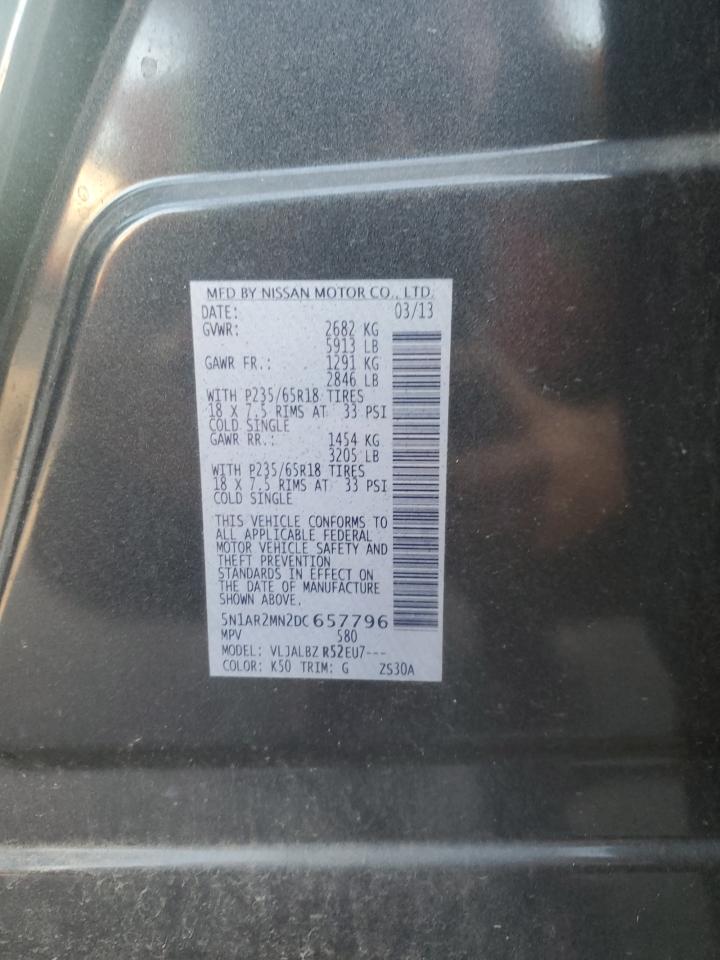 MFD BY NISSAN MOTOR CO., LTD.
DATE: 03/13
GVWR: 2682 KG
5913 LB
GAWR FR.: 1291 KG
2846 LB
WITH P235/65R18 TIRES
18 X 7.5 RIMS AT 33 PSI
COLD SINGLE
GAWR RR.: 1454 KG
3205 LB
WITH P235/65R18 TIRES
18 X 7.5 RIMS AT 33 PSI
COLD SINGLE
THIS VEHICLE CONFORMS TO
ALL APPLICABLE FEDERAL
MOTOR VEHICLE SAFETY AND
THEFT PREVENTION
STANDARDS IN EFFECT ON
THE DATE OF MANUFACTURE
SHOWN ABOVE.
5N1AR2MN2DC657796
MPV 580
MODEL: VLJALBZ R52EU7---
COLOR: K50 TRIM: G ZS30A